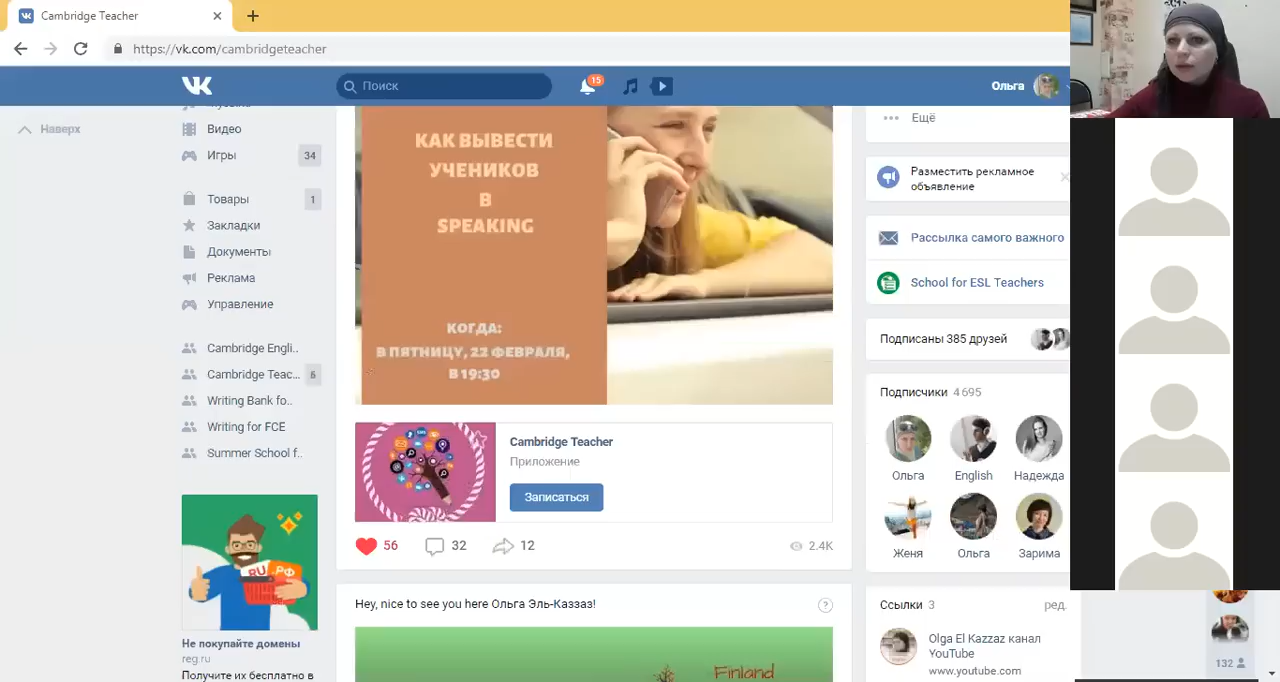 Cambridge Teacher
https://vk.com/cambridgeteacher
Поиск
15
Ольга
Наверх
Видео
Игры 34
Товары 1
Закладки
Документы
Реклама
Управление
Cambridge Engli..
Cambridge Teac... 5
Writing Bank fo..
Writing for FCE
Summer School f..
RU .РФ
Не покупайте домены
reg.ru
Получите их бесплатно в
КАК ВЫВЕСТИ
УЧЕНИКОВ
В
SPEAKING
КОГДА:
В ПЯТНИЦУ, 22 ФЕВРАЛЯ,
В 19:30
Cambridge Teacher
Приложение
Записаться
56 32 12 2.4K
Hey, nice to see you here Ольга Эль-Каззаз!
Finland
Ещё
Разместить рекламное
объявление
Рассылка самого важного
School for ESL Teachers
Подписаны 385 друзей
Подписчики 4 695
Ольга English Надежда
Женя Ольга Зарима
Ссылки 3 ред.
Olga El Kazzaz канал
YouTube
www.youtube.com
132